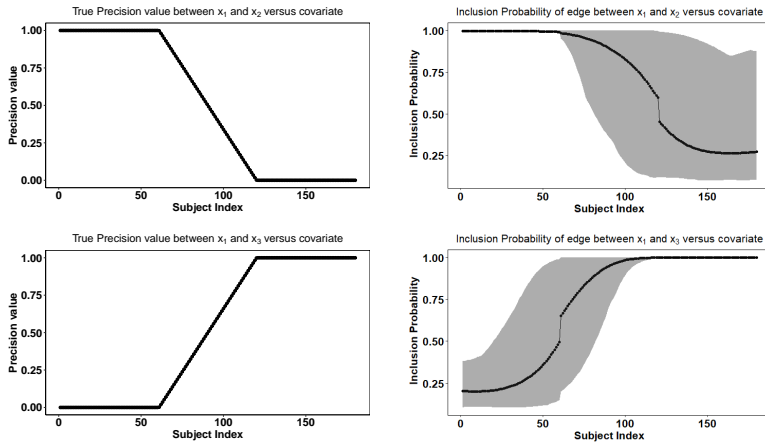 True Precision value between x₁ and x₂ versus covariate
Precision value
1.00
0.75
0.50
0.25
0.00
0 50 100 150
Subject Index
Inclusion Probability of edge between x₁ and x₂ versus covariate
Inclusion Probability
1.00
0.75
0.50
0.25
0 50 100 150
Subject Index
True Precision value between x₁ and x₃ versus covariate
Precision value
1.00
0.75
0.50
0.25
0.00
0 50 100 150
Subject Index
Inclusion Probability of edge between x₁ and x₃ versus covariate
Inclusion Probability
1.00
0.75
0.50
0.25
0 50 100 150
Subject Index